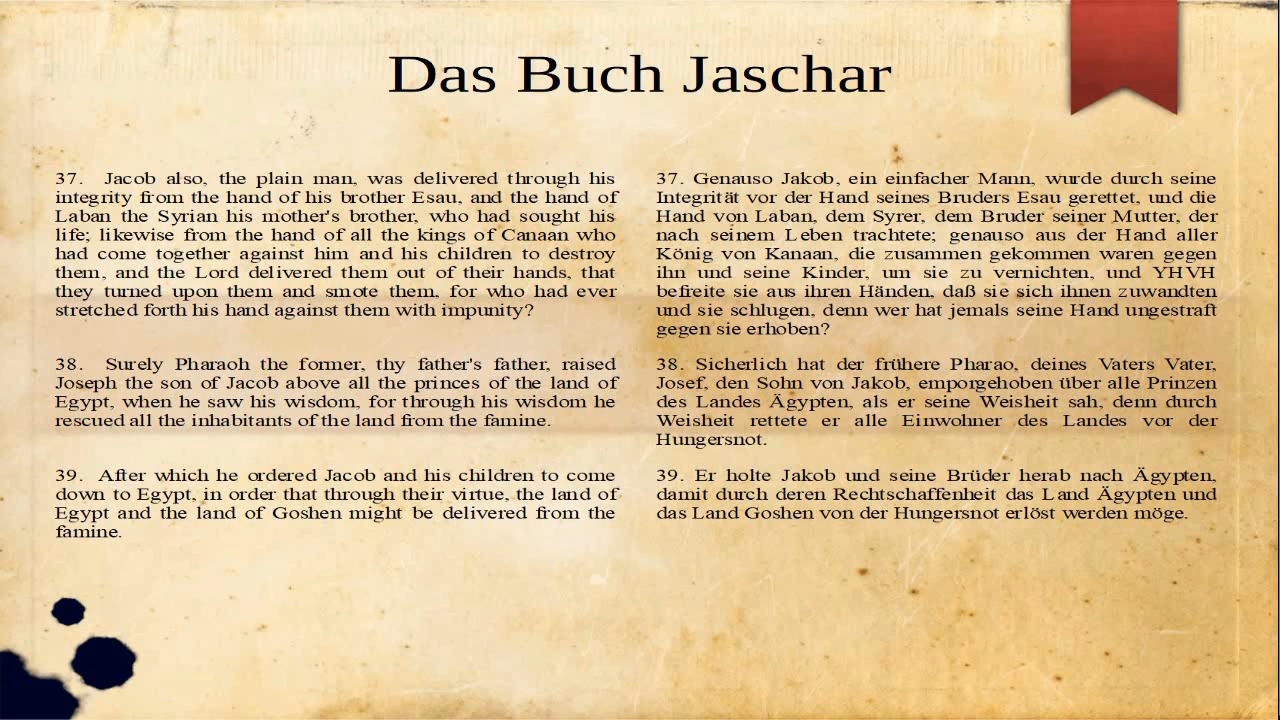 Das Buch Jaschar
37. Jacob also, the plain man, was delivered through his
integrity from the hand of his brother Esau, and the hand of
Laban the Syrian his mother's brother, who had sought his
life; likewise from the hand of all the kings of Canaan who
had come together against him and his children to destroy
them, and the Lord delivered them out of their hands, that
they turned upon them and smote them, for who had ever
stretched forth his hand against them with impunity?
38. Surely Pharaoh the former, thy father's father, raised
Joseph the son of Jacob above all the princes of the land of
Egypt, when he saw his wisdom, for through his wisdom he
rescued all the inhabitants of the land from the famine.
39. After which he ordered Jacob and his children to come
down to Egypt, in order that through their virtue, the land of
Egypt and the land of Goshen might be delivered from the
famine.
37. Genauso Jakob, ein einfacher Mann, wurde durch seine
Integrität vor der Hand seines Bruders Esau gerettet, und die
Hand von Laban, dem Syrer, dem Bruder seiner Mutter, der
nach seinem Leben trachtete; genauso aus der Hand aller
König von Kanaan, die zusammen gekommen waren gegen
ihn und seine Kinder, um sie zu vernichten, und YHVH
befreite sie aus ihren Händen, daß sie sich ihnen zuwandten
und sie schlugen, denn wer hat jemals seine Hand ungestraft
gegen sie erhoben?
38. Sicherlich hat der frühere Pharao, deines Vaters Vater,
Josef, den Sohn von Jakob, emporgehoben über alle Prinzen
des Landes Ägypten, als er seine Weisheit sah, denn durch
Weisheit rettete er alle Einwohner des Landes vor der
Hungersnot.
39. Er holte Jakob und seine Brüder herab nach Ägypten,
damit durch deren Rechtschaffenheit das Land Ägypten und
das Land Goshen von der Hungersnot erlöst werden möge.